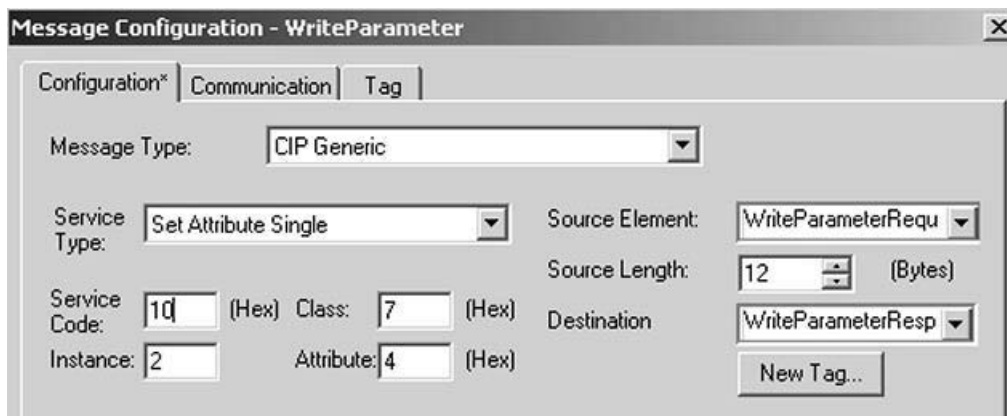 Message Configuration - WriteParameter
Configuration* Communication Tag
Message Type: CIP Generic
Service Type: Set Attribute Single
Source Element: WriteParameterRequ
Source Length: 12 (Bytes)
Service Code: 10 (Hex) Class: 7 (Hex)
Destination WriteParameterResp
Instance: 2 Attribute: 4 (Hex)
New Tag...